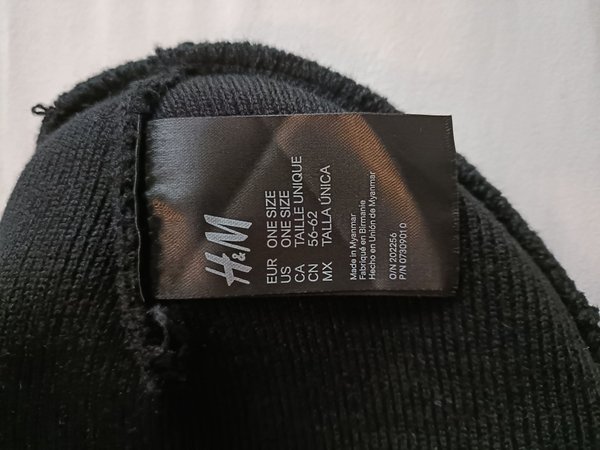 H&M
EUR ONE SIZE
US ONE SIZE
CA TAILLE UNIQUE
CN 56-62
MX TALLA ÚNICA
Made in Myanmar
Fabriqué en Birmanie
Hecho en Unión de Myanmar
O/N 202256
P/N 0730901 0